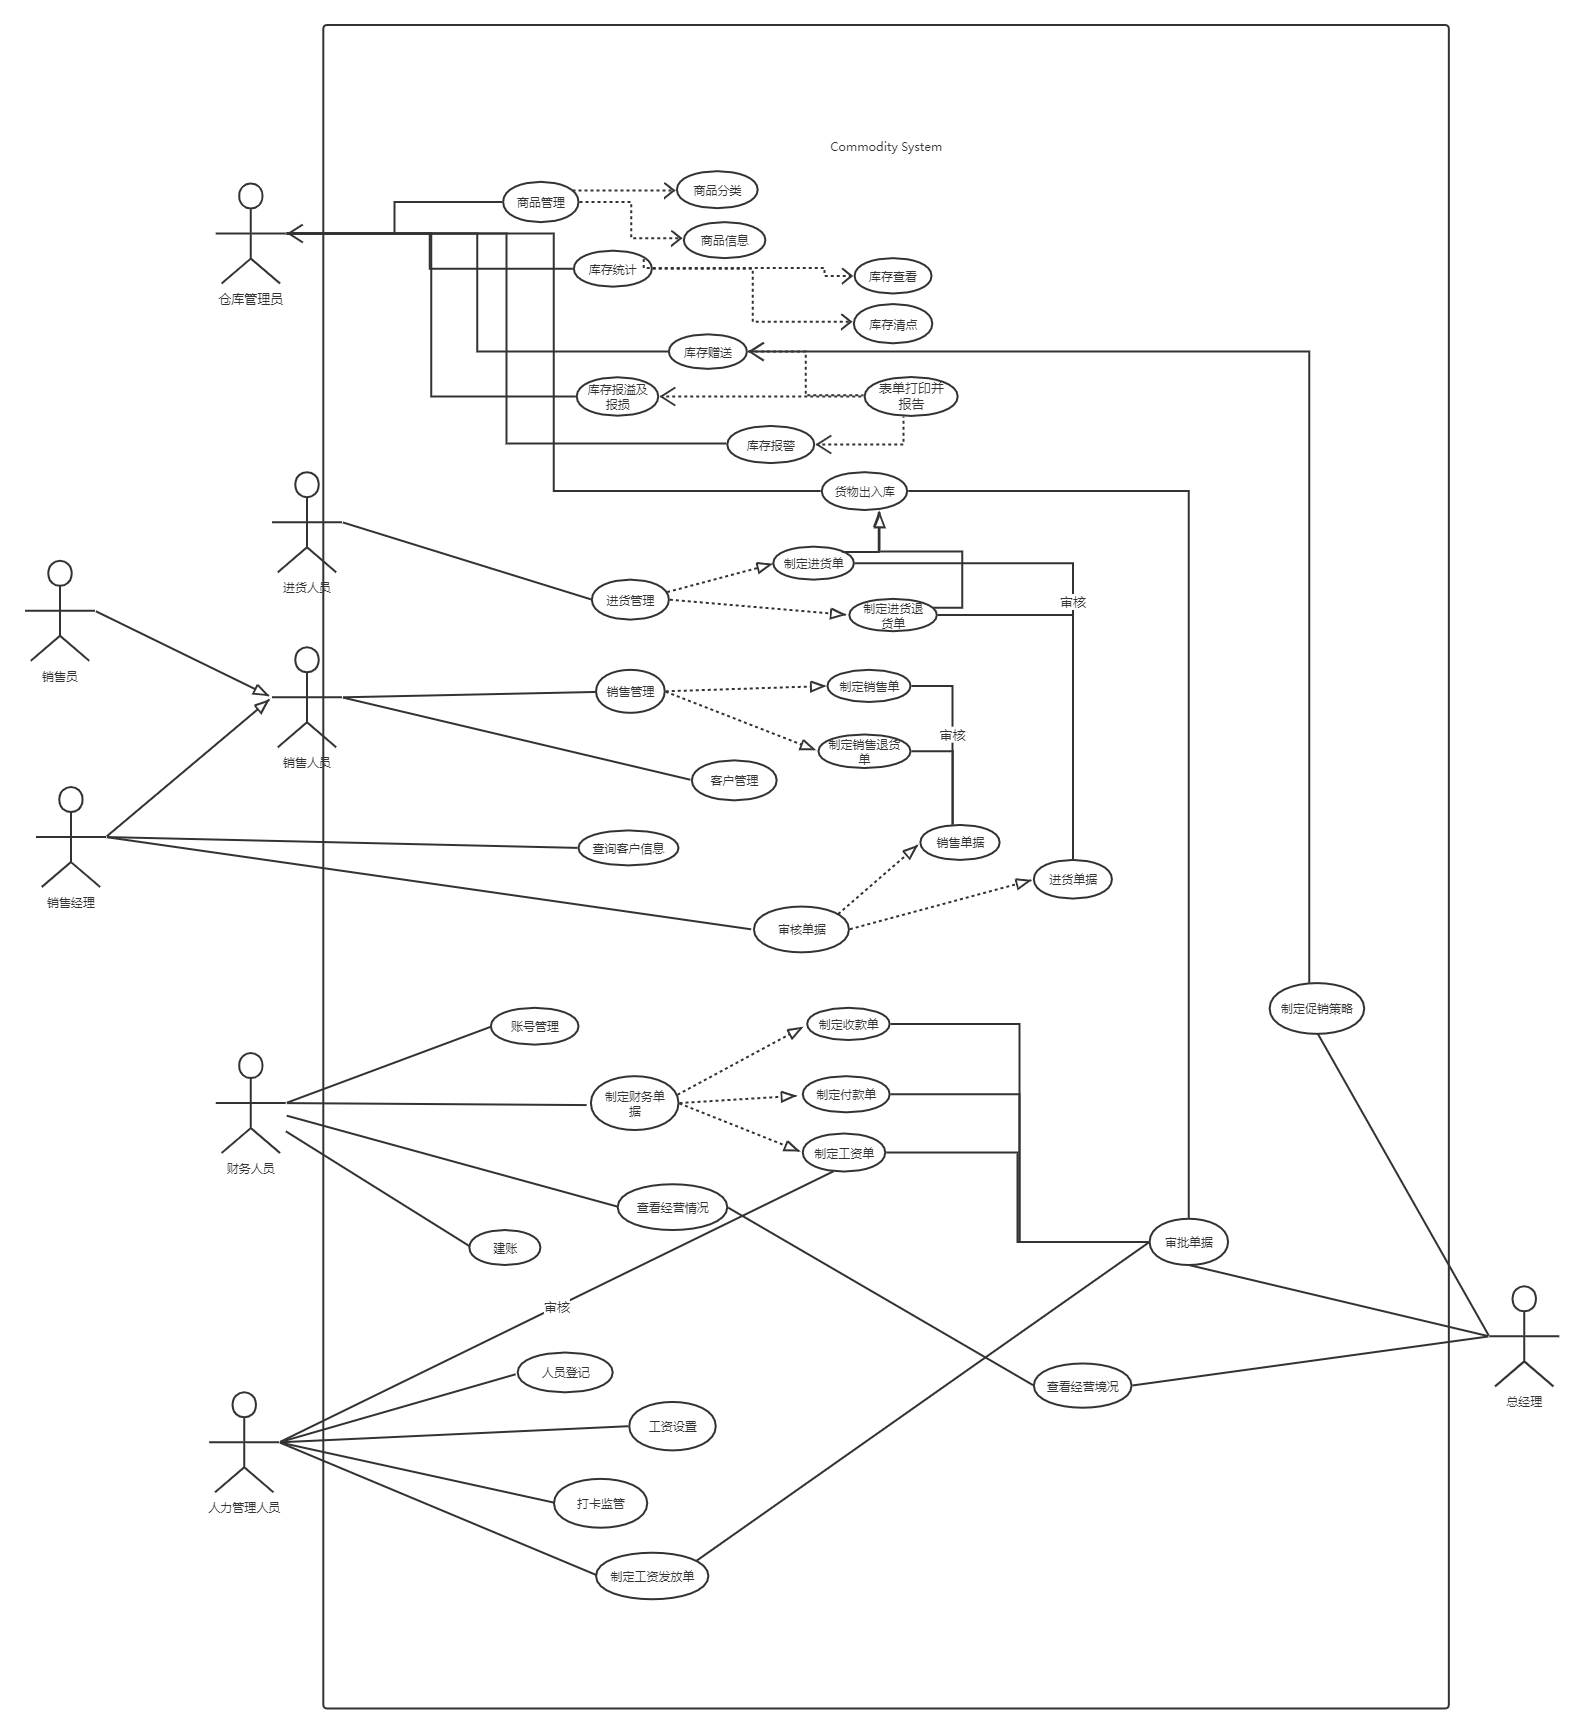 Commodity System
商品管理
商品分类
商品信息
仓库管理员
库存统计
库存查看
库存清点
库存赠送
库存报溢及
报损
表单打印并
报告
库存报警
货物出入库
进货人员
进货管理
制定进货单
制定进货退
货单
审核
销售员
销售人员
销售管理
制定销售单
制定销售退货
单
审核
客户管理
销售经理
查询客户信息
销售单据
进货单据
审核单据
账号管理
制定收款单
制定促销策略
财务人员
制定财务单
据
制定付款单
制定工资单
查看经营情况
建账
审批单据
审核
人员登记
查看经营境况
总经理
工资设置
人力管理人员
打卡监管
制定工资发放单